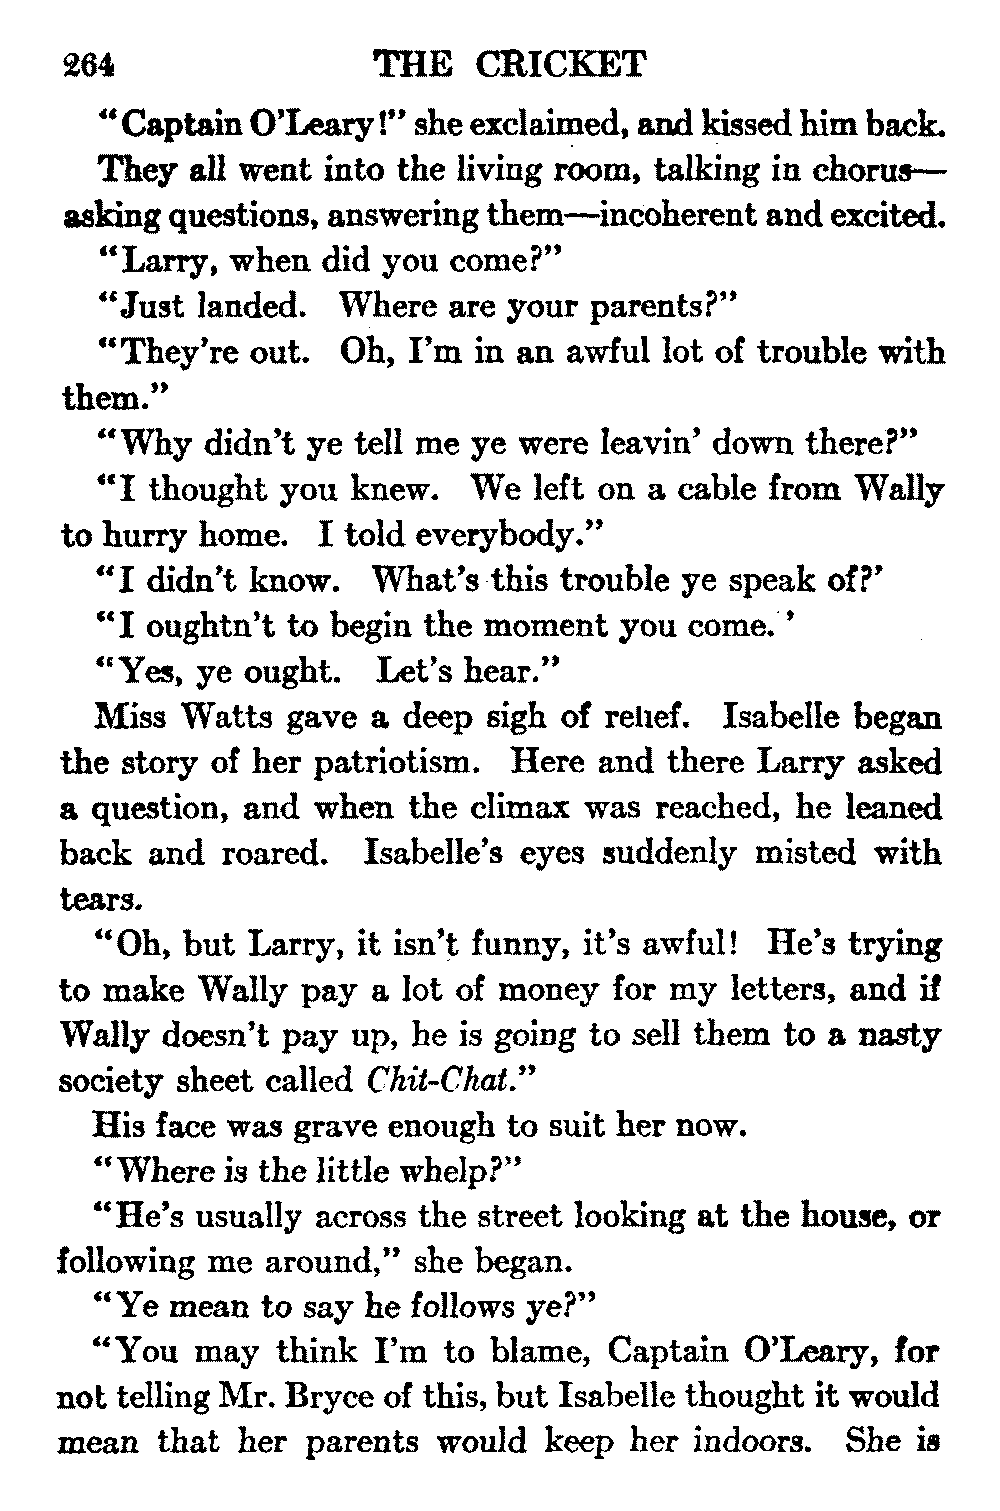 264 THE CRICKET
"Captain O'Leary!" she exclaimed, and kissed him back.
They all went into the living room, talking in chorus—
asking questions, answering them—incoherent and excited.
"Larry, when did you come?"
"Just landed. Where are your parents?"
"They're out. Oh, I'm in an awful lot of trouble with
them."
"Why didn't ye tell me ye were leavin' down there?"
"I thought you knew. We left on a cable from Wally
to hurry home. I told everybody."
"I didn't know. What's this trouble ye speak of?'
"I oughtn't to begin the moment you come.'
"Yes, ye ought. Let's hear."
Miss Watts gave a deep sigh of relief. Isabelle began
the story of her patriotism. Here and there Larry asked
a question, and when the climax was reached, he leaned
back and roared. Isabelle's eyes suddenly misted with
tears.
"Oh, but Larry, it isn't funny, it's awful! He's trying
to make Wally pay a lot of money for my letters, and if
Wally doesn't pay up, he is going to sell them to a nasty
society sheet called Chit-Chat."
His face was grave enough to suit her now.
"Where is the little whelp?"
"He's usually across the street looking at the house, or
following me around," she began.
"Ye mean to say he follows ye?"
"You may think I'm to blame, Captain O'Leary, for
not telling Mr. Bryce of this, but Isabelle thought it would
mean that her parents would keep her indoors. She is